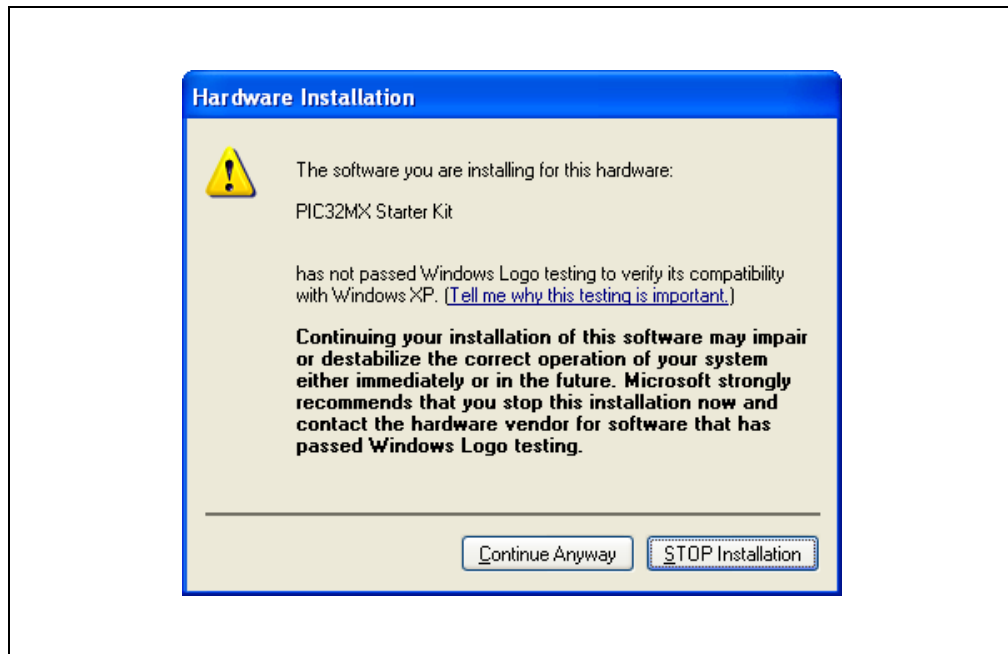 Hardware Installation
The software you are installing for this hardware:
PIC32MX Starter Kit
has not passed Windows Logo testing to verify its compatibility
with Windows XP. (Tell me why this testing is important.)
Continuing your installation of this software may impair
or destabilize the correct operation of your system
either immediately or in the future. Microsoft strongly
recommends that you stop this installation now and
contact the hardware vendor for software that has
passed Windows Logo testing.
Continue Anyway
STOP Installation